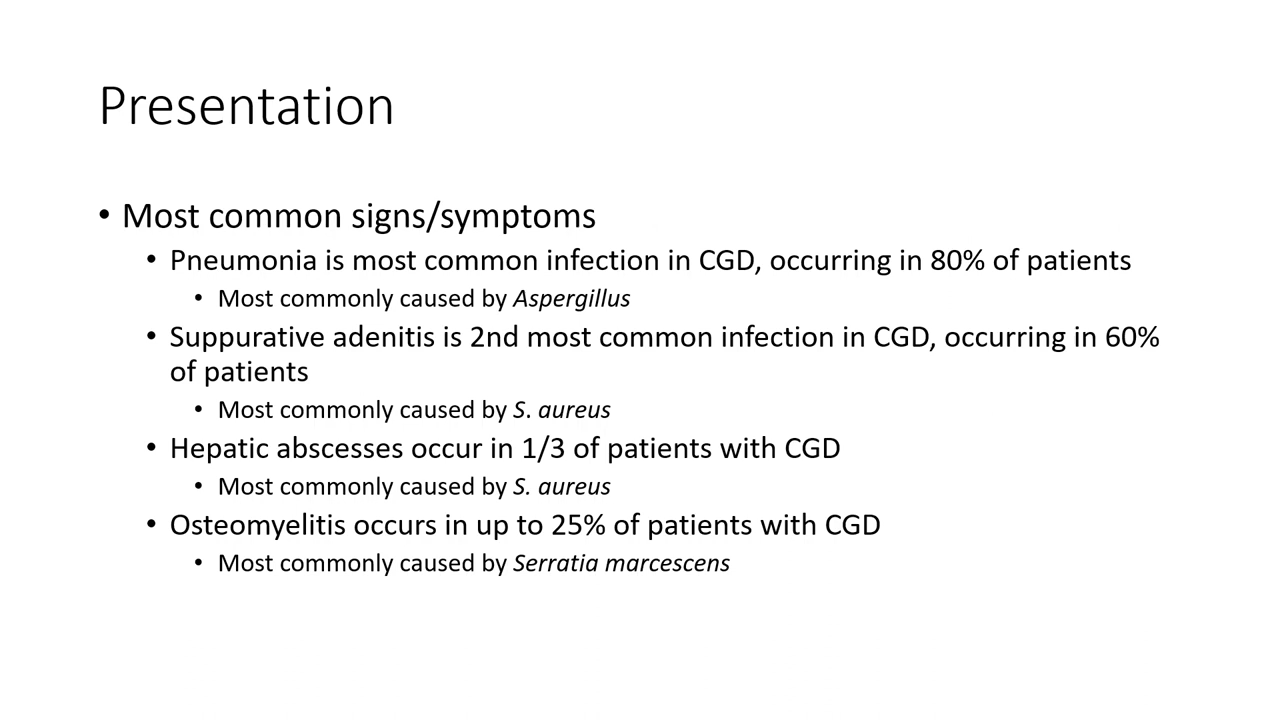 Presentation
• Most common signs/symptoms
• Pneumonia is most common infection in CGD, occurring in 80% of patients
• Most commonly caused by Aspergillus
• Suppurative adenitis is 2nd most common infection in CGD, occurring in 60%
of patients
• Most commonly caused by S. aureus
• Hepatic abscesses occur in 1/3 of patients with CGD
• Most commonly caused by S. aureus
• Osteomyelitis occurs in up to 25% of patients with CGD
• Most commonly caused by Serratia marcescens